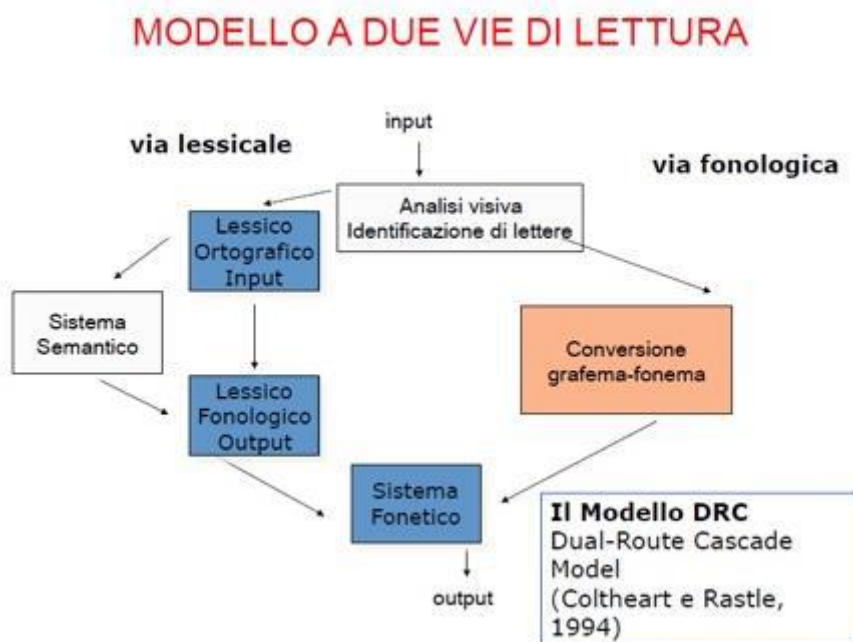 MODELLO A DUE VIE DI LETTURA
input
via lessicale
via fonologica
Analisi visiva
Identificazione di lettere
Lessico
Ortografico
Input
Sistema
Semantico
Conversione
grafema-fonema
Lessico
Fonologico
Output
Sistema
Fonetico
Il Modello DRC
Dual-Route Cascade
Model
(Coltheart e Rastle,
1994)
output